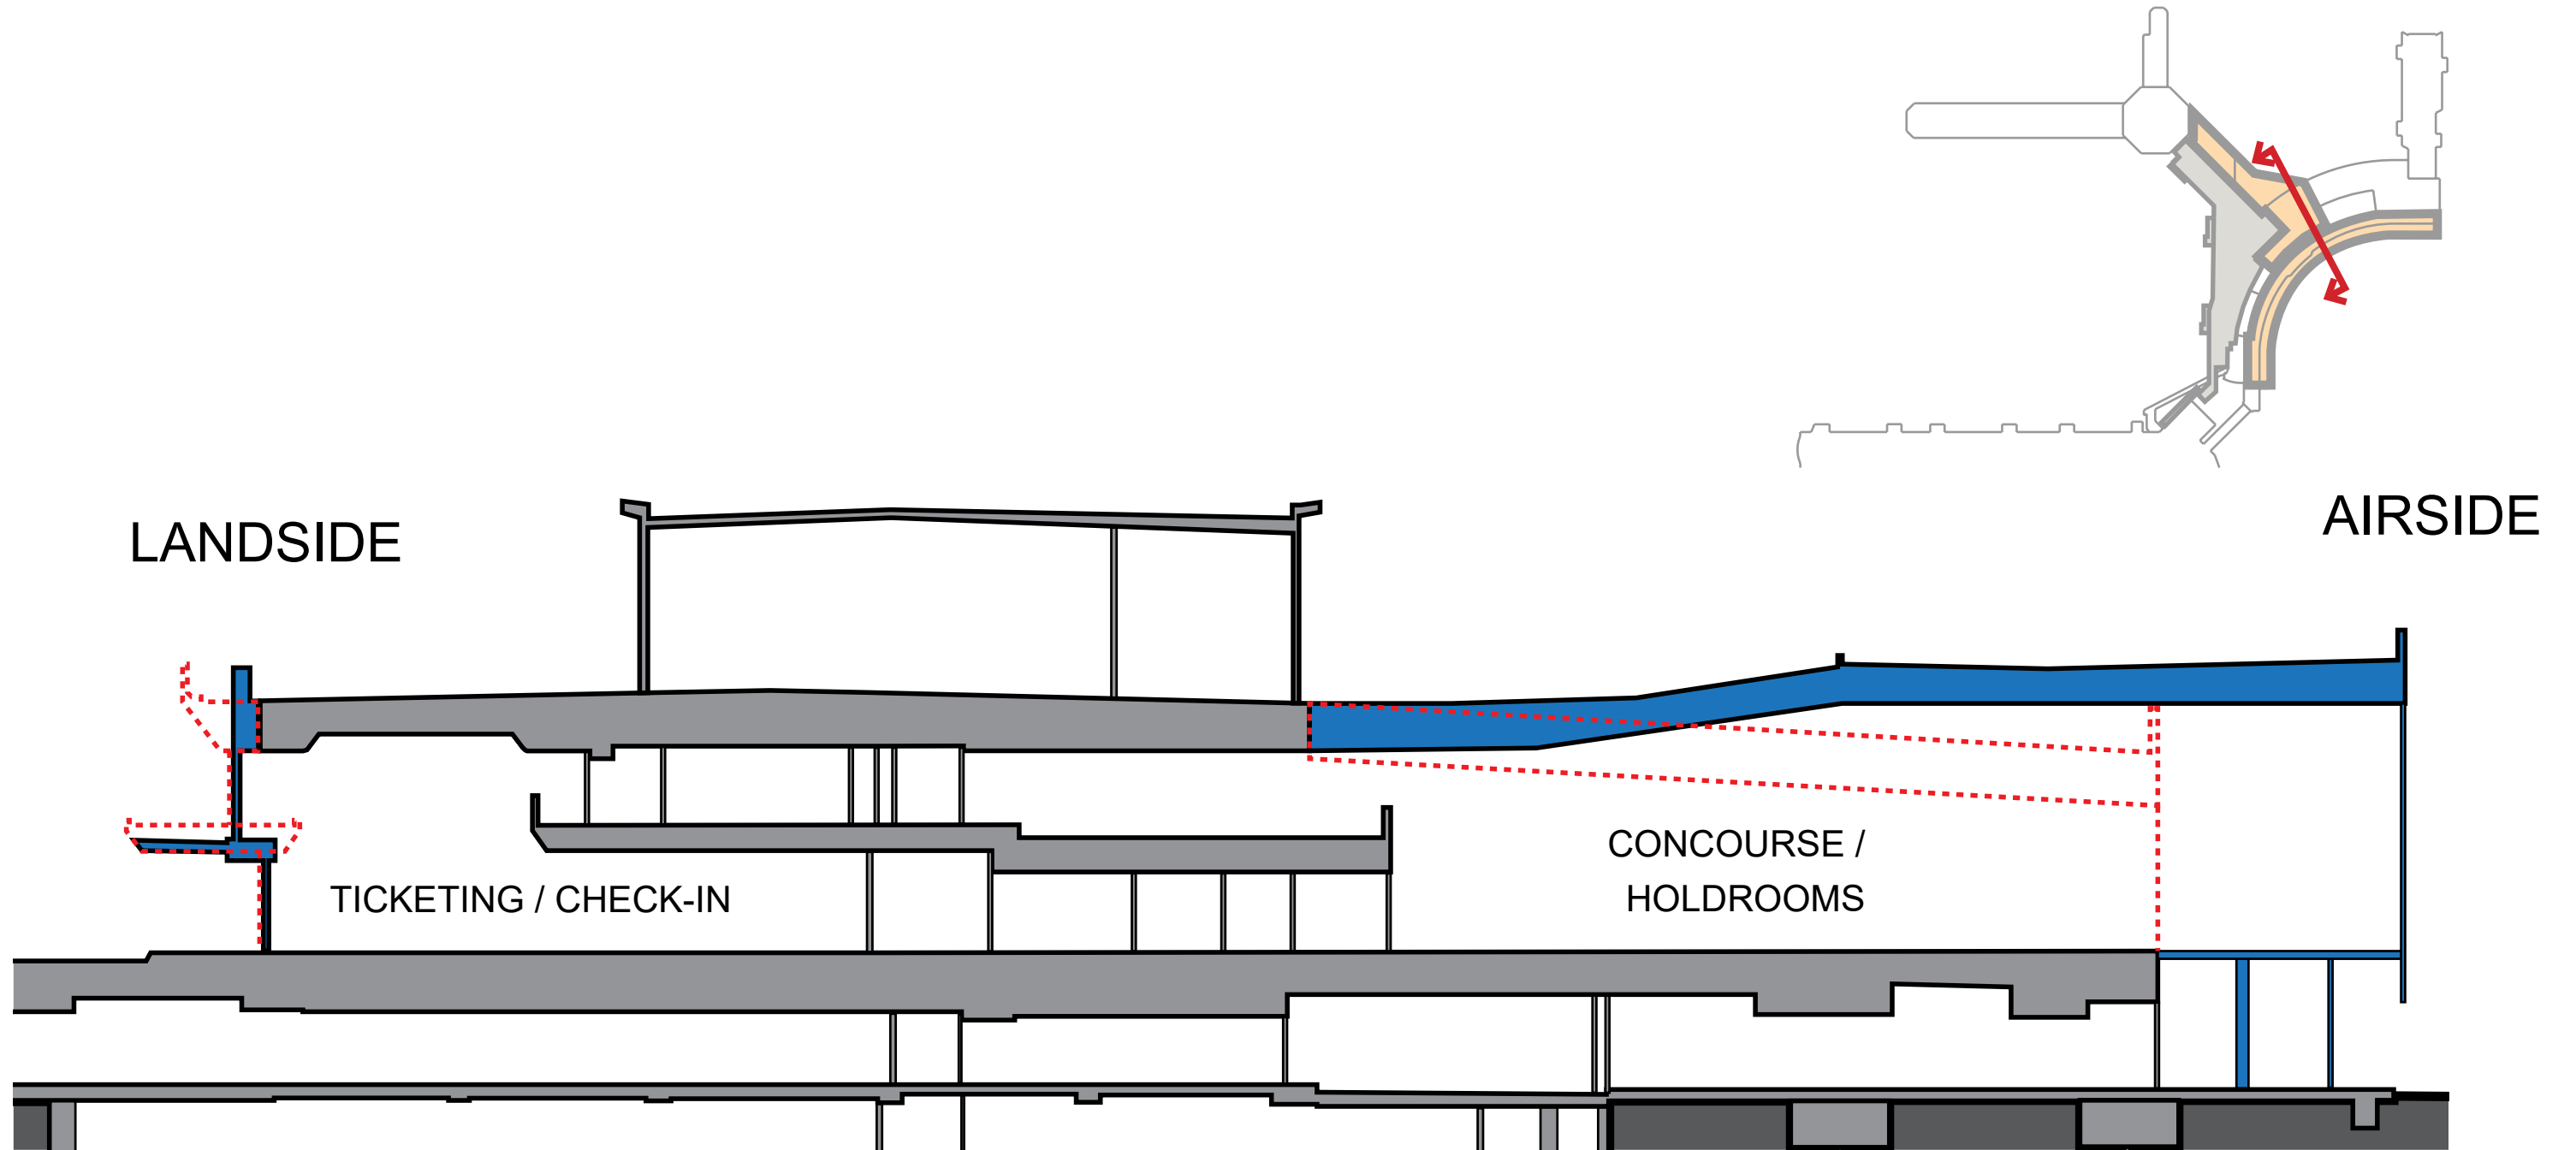 LANDSIDE
AIRSIDE
TICKETING / CHECK-IN
CONCOURSE /
HOLDROOMS